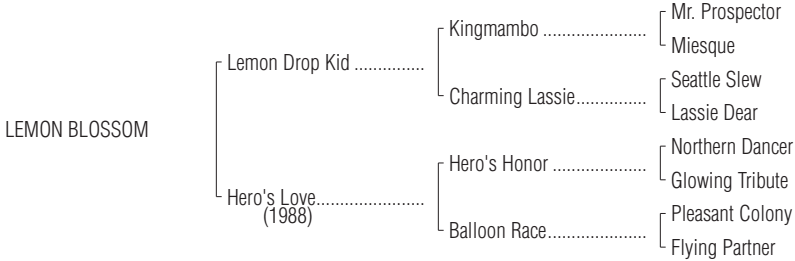 Mr. Prospector
Kingmambo ......................
Miesque
Lemon Drop Kid ...............
Seattle Slew
Charming Lassie...............
Lassie Dear
LEMON BLOSSOM
Northern Dancer
Hero's Honor ....................
Glowing Tribute
Hero's Love.......................
(1988)
Pleasant Colony
Balloon Race.....................
Flying Partner